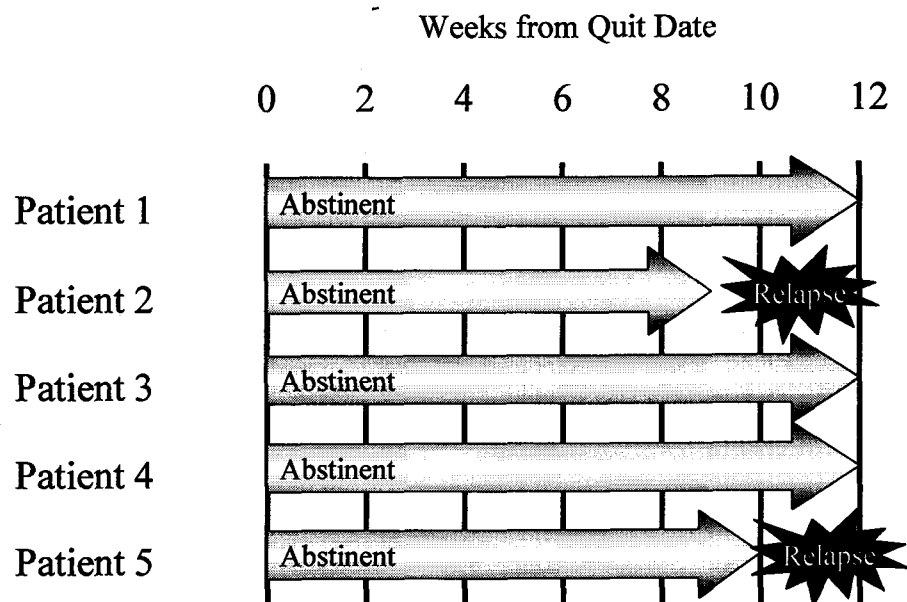 Weeks from Quit Date
0 2 4 6 8 10 12
Patient 1 Abstinent
Patient 2 Abstinent Relapse
Patient 3 Abstinent
Patient 4 Abstinent
Patient 5 Abstinent Relapse